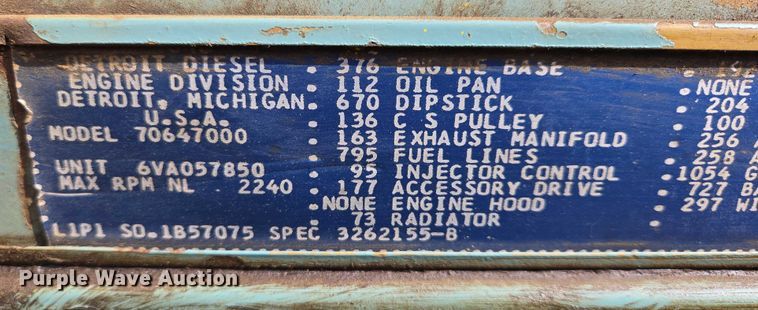 DETROIT DIESEL . 376 ENGINE BASE . 192
ENGINE DIVISION . 112 OIL PAN .NONE
DETROIT, MICHIGAN. 670 DIPSTICK . 204
U.S.A. . 136 C S PULLEY . 100
MODEL 70647000 . 163 EXHAUST MANIFOLD . 256
. 795 FUEL LINES . 258
UNIT 6VA057850 . 95 INJECTOR CONTROL .1054
MAX RPM NL . 2240 . 177 ACCESSORY DRIVE . 727
.NONE ENGINE HOOD . 297
. 73 RADIATOR
L1P1 SO.1B57075 SPEC 3262155-B
Purple Wave Auction